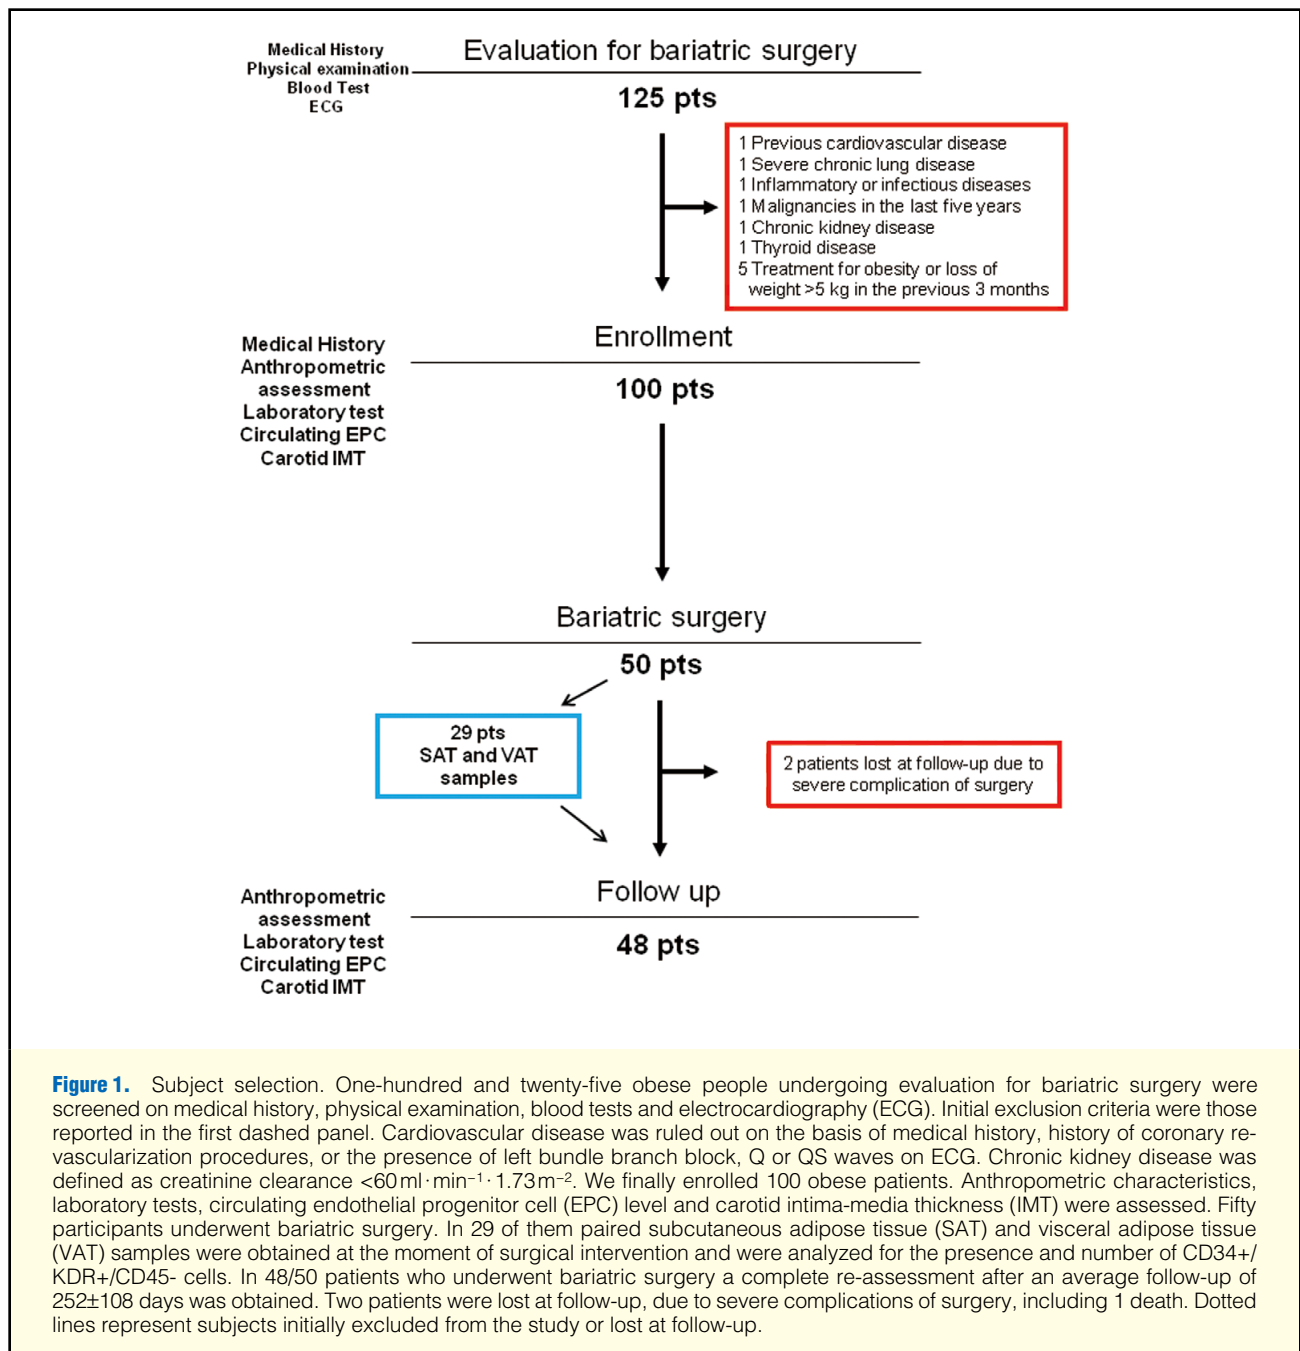 Medical History
Physical examination
Blood Test
ECG
Evaluation for bariatric surgery
125 pts
1 Previous cardiovascular disease
1 Severe chronic lung disease
1 Inflammatory or infectious diseases
1 Malignancies in the last five years
1 Chronic kidney disease
1 Thyroid disease
5 Treatment for obesity or loss of
weight >5 kg in the previous 3 months
Medical History
Anthropometric
assessment
Laboratory test
Circulating EPC
Carotid IMT
Enrollment
100 pts
Bariatric surgery
50 pts
29 pts
SAT and VAT
samples
2 patients lost at follow-up due to
severe complication of surgery
Anthropometric
assessment
Laboratory test
Circulating EPC
Carotid IMT
Follow up
48 pts
Figure 1. Subject selection. One-hundred and twenty-five obese people undergoing evaluation for bariatric surgery were
screened on medical history, physical examination, blood tests and electrocardiography (ECG). Initial exclusion criteria were those
reported in the first dashed panel. Cardiovascular disease was ruled out on the basis of medical history, history of coronary re-
vascularization procedures, or the presence of left bundle branch block, Q or QS waves on ECG. Chronic kidney disease was
defined as creatinine clearance <60 ml·min⁻¹·1.73 m⁻². We finally enrolled 100 obese patients. Anthropometric characteristics,
laboratory tests, circulating endothelial progenitor cell (EPC) level and carotid intima-media thickness (IMT) were assessed. Fifty
participants underwent bariatric surgery. In 29 of them paired subcutaneous adipose tissue (SAT) and visceral adipose tissue
(VAT) samples were obtained at the moment of surgical intervention and were analyzed for the presence and number of CD34+/
KDR+/CD45- cells. In 48/50 patients who underwent bariatric surgery a complete re-assessment after an average follow-up of
252±108 days was obtained. Two patients were lost at follow-up, due to severe complications of surgery, including 1 death. Dotted
lines represent subjects initially excluded from the study or lost at follow-up.